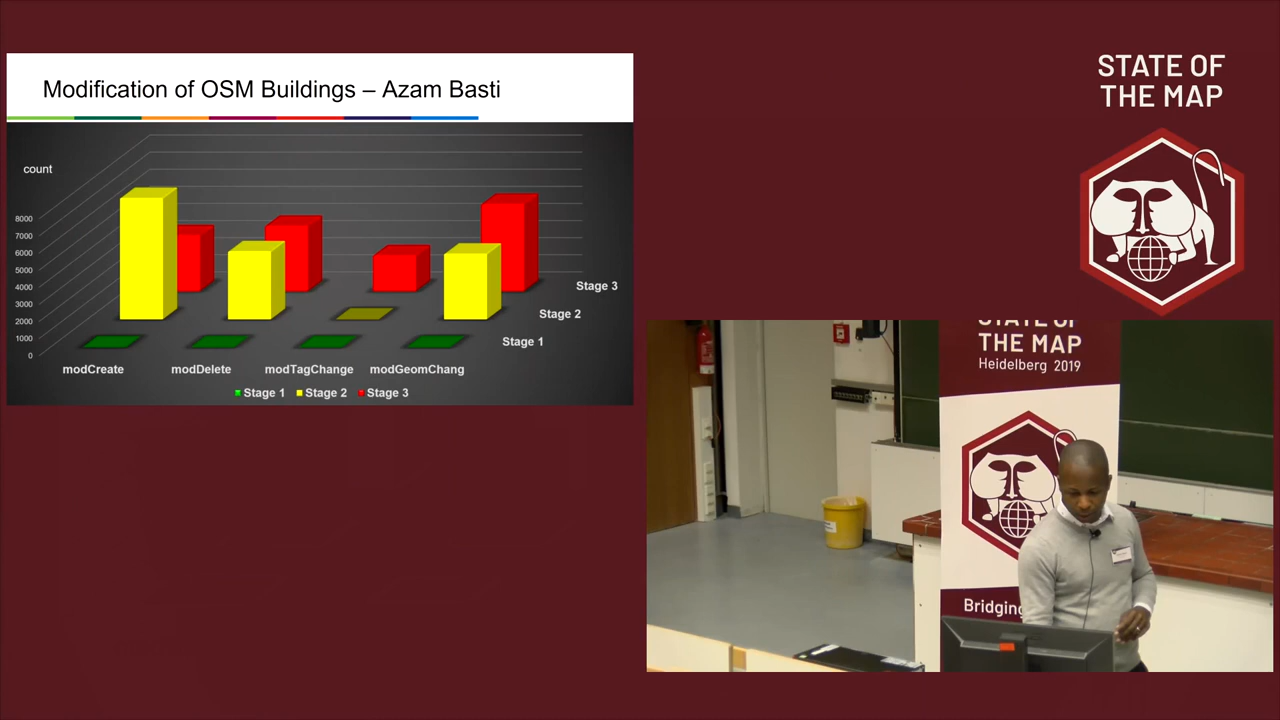 Modification of OSM Buildings – Azam Basti
count
8000
7000
6000
5000
4000
3000
2000
1000
0
Stage 3
Stage 2
Stage 1
modCreate modDelete modTagChange modGeomChang
Stage 1 Stage 2 Stage 3
STATE OF
THE MAP
STATE OF
THE MAP
Heidelberg 2019
Bridging